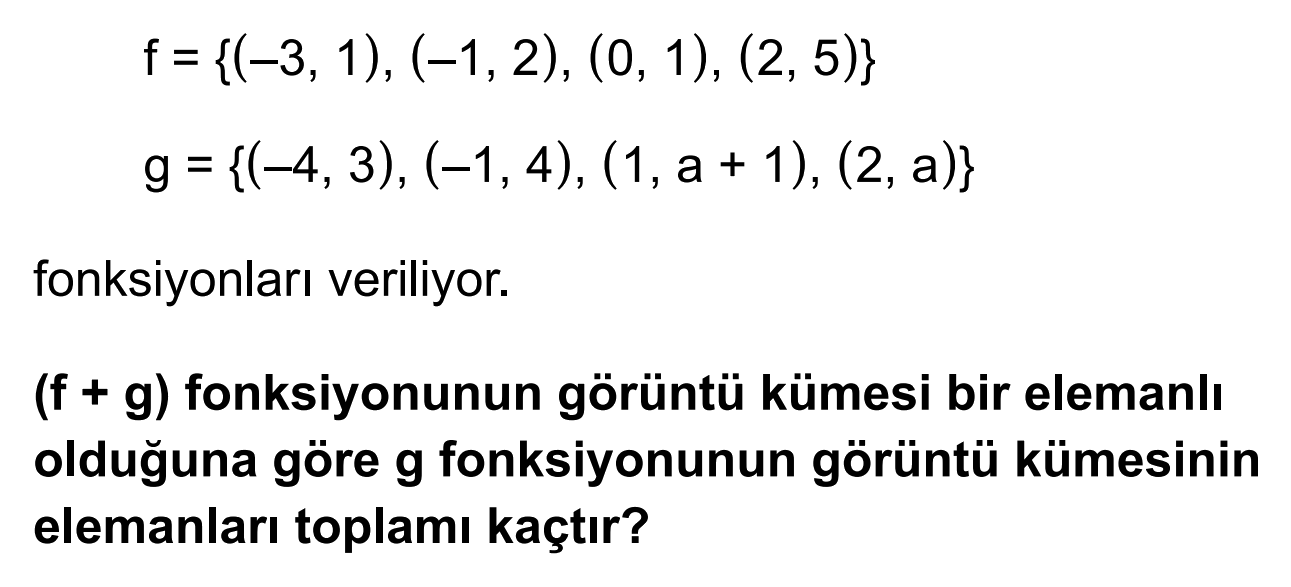 f = {(–3, 1), (–1, 2), (0, 1), (2, 5)}
g = {(–4, 3), (–1, 4), (1, a + 1), (2, a)}
fonksiyonları veriliyor.
(f + g) fonksiyonunun görüntü kümesi bir elemanlı
olduğuna göre g fonksiyonunun görüntü kümesinin
elemanları toplamı kaçtır?